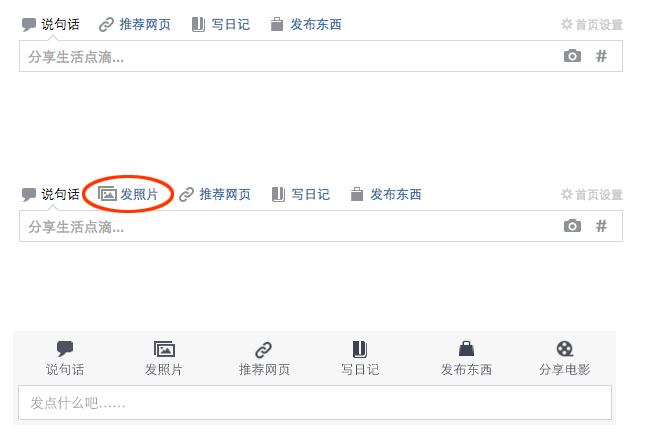 说句话 推荐网页 写日记 发布东西 首页设置
分享生活点滴... #
说句话 发照片 推荐网页 写日记 发布东西 首页设置
分享生活点滴... #
说句话 发照片 推荐网页 写日记 发布东西 分享电影
发点什么吧……